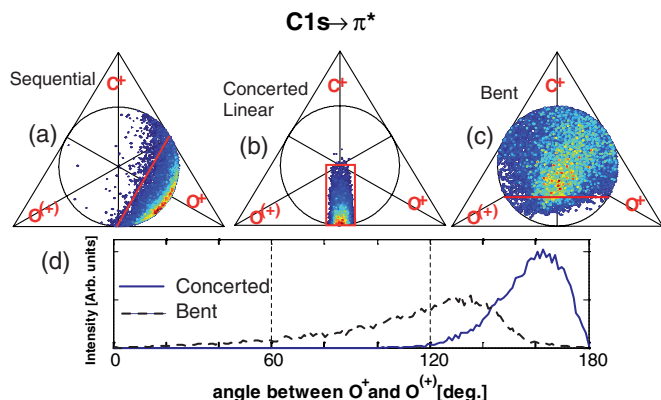 C1s→π*
Sequential
C+
(a)
O(+)
O+
Concerted
Linear
C+
(b)
Bent
C+
(c)
O(+)
O+
(d)
Concerted
Bent
Intensity [Arb. units]
0 60 120 180
angle between O+ and O(+)[deg.]